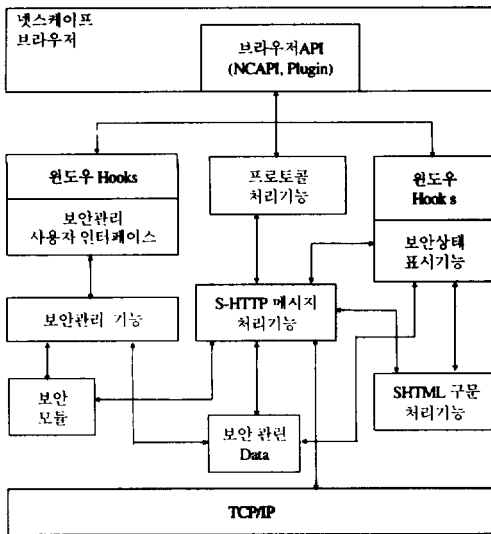 넷스케이프
브라우저
브라우저API
(NCAPI, Plugin)
윈도우 Hooks
보안관리
사용자 인터페이스
프로토콜
처리기능
윈도우
Hook s
보안상태
표시기능
S-HTTP 메시지
처리기능
보안관리 기능
보안
모듈
보안 관련
Data
SHTML 구문
처리기능
TCP/IP